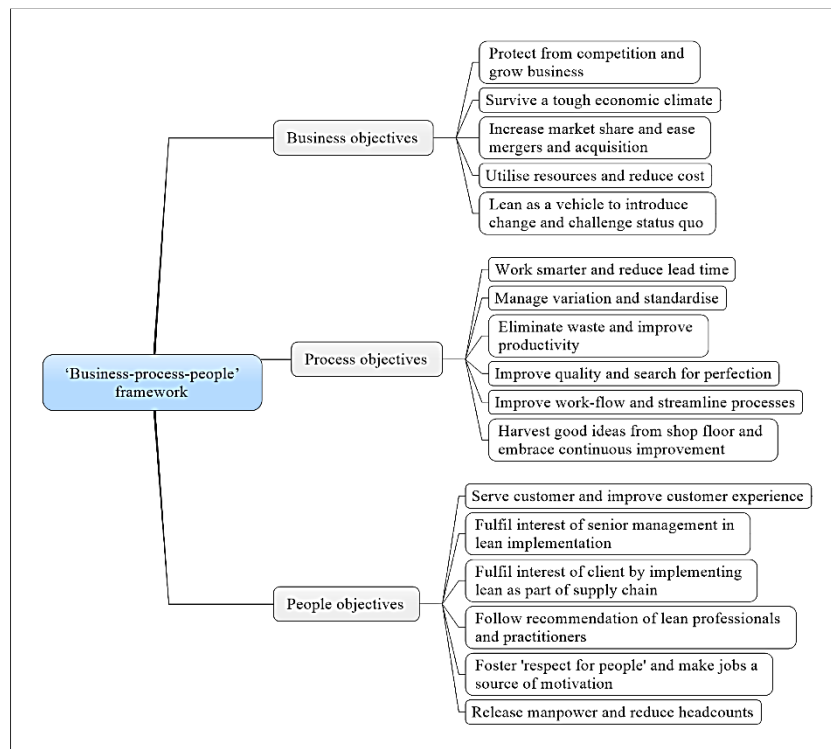 Protect from competition and
grow business
Survive a tough economic climate
Business objectives
Increase market share and ease
mergers and acquisition
Utilise resources and reduce cost
Lean as a vehicle to introduce
change and challenge status quo
Work smarter and reduce lead time
Manage variation and standardise
Eliminate waste and improve
productivity
‘Business-process-people’
framework
Process objectives
Improve quality and search for perfection
Improve work-flow and streamline processes
Harvest good ideas from shop floor and
embrace continuous improvement
Serve customer and improve customer experience
Fulfil interest of senior management in
lean implementation
Fulfil interest of client by implementing
lean as part of supply chain
People objectives
Follow recommendation of lean professionals
and practitioners
Foster 'respect for people' and make jobs a
source of motivation
Release manpower and reduce headcounts